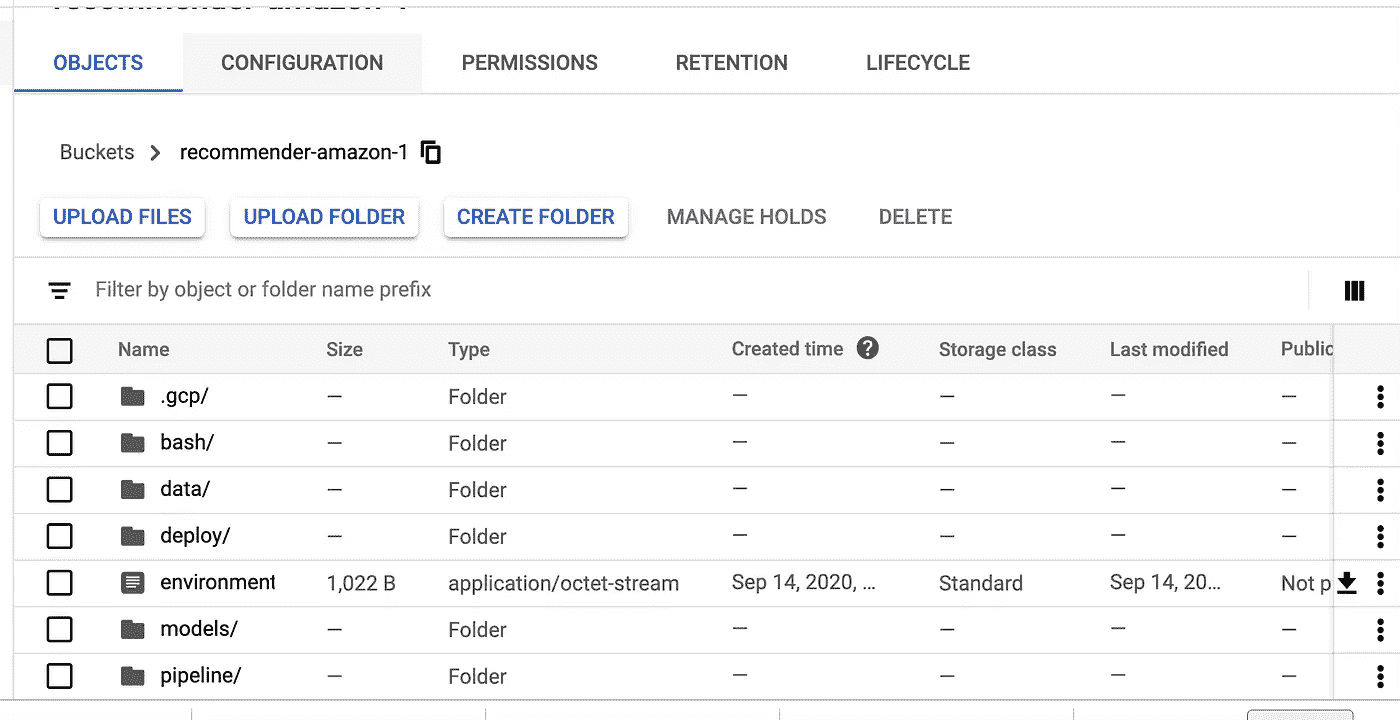 OBJECTS CONFIGURATION PERMISSIONS RETENTION LIFECYCLE
Buckets > recommender-amazon-1
UPLOAD FILES UPLOAD FOLDER CREATE FOLDER MANAGE HOLDS DELETE
Filter by object or folder name prefix
Name Size Type Created time ? Storage class Last modified Public
.gcp/ — Folder — — — —
bash/ — Folder — — — —
data/ — Folder — — — —
deploy/ — Folder — — — —
environment 1,022 B application/octet-stream Sep 14, 2020, ... Standard Sep 14, 20... Not p
models/ — Folder — — — —
pipeline/ — Folder — — — —